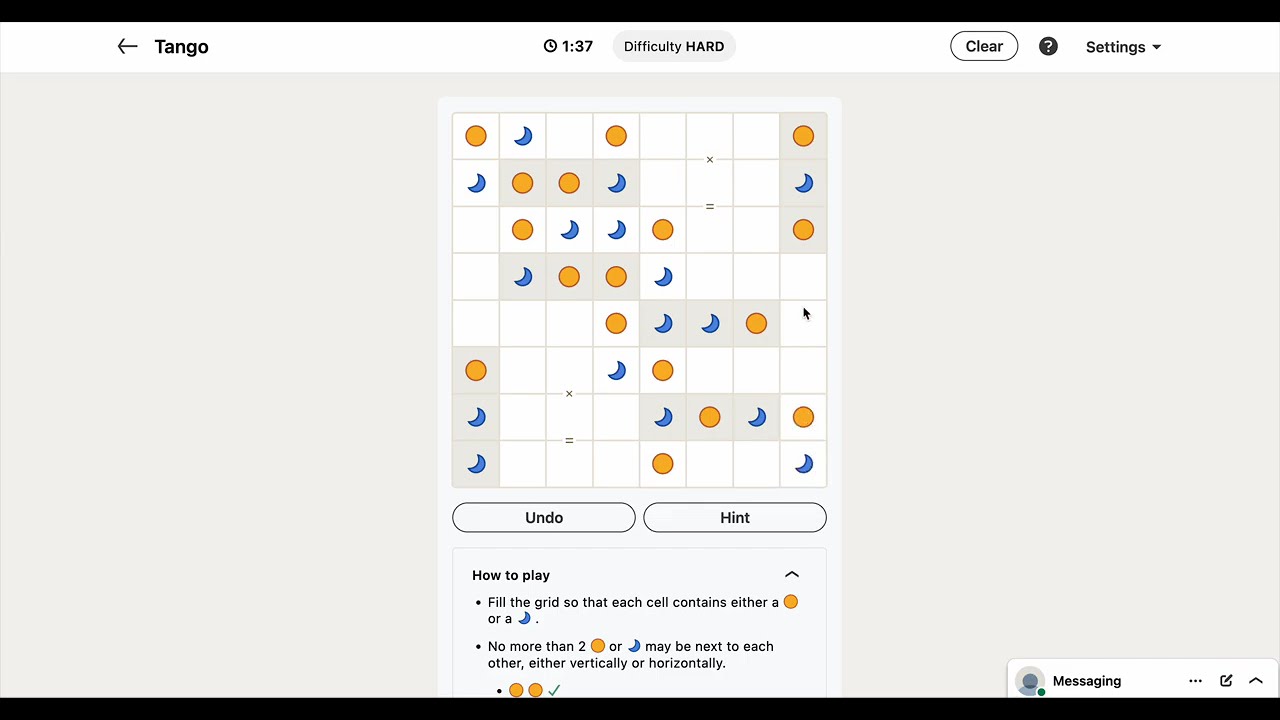 Tango
1:37
Difficulty HARD
Clear
?
Settings
×
=
×
=
Undo
Hint
How to play
• Fill the grid so that each cell contains either a
or a .
• No more than 2 or may be next to each
other, either vertically or horizontally.
Messaging